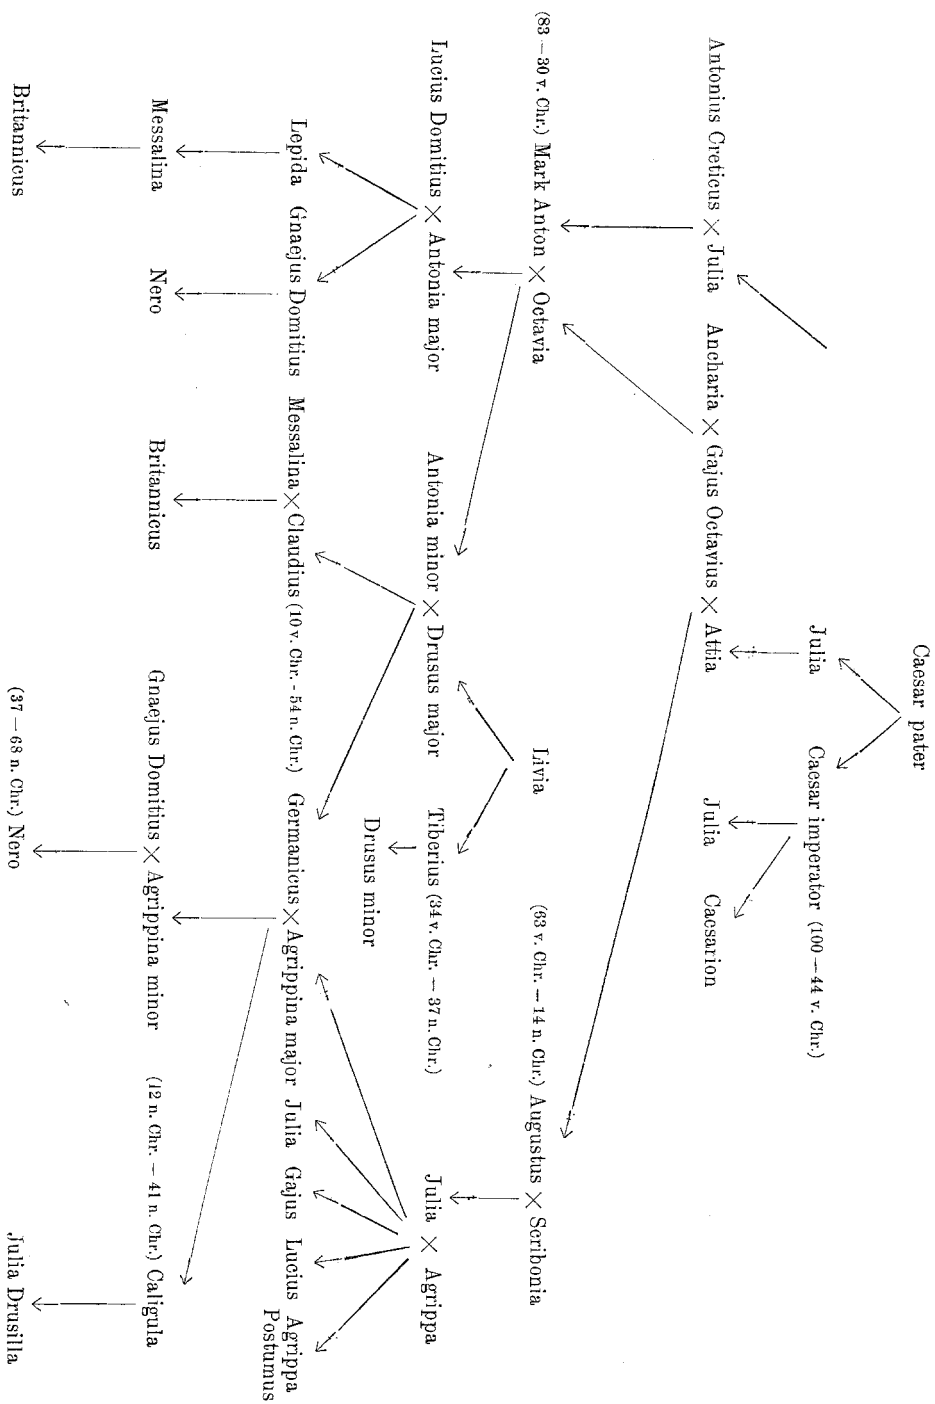 Caesar pater
Julia Caesar imperator (100—44 v. Chr.)
Antonius Creticus × Julia Ancharia × Gajus Octavius × Attia Julia Caesarion
(83—30 v. Chr.) Mark Anton × Octavia Livia (63 v. Chr. — 14 n. Chr.) Augustus × Scribonia
Lucius Domitius × Antonia major Antonia minor × Drusus major Tiberius (34 v. Chr. — 37 n. Chr.) Julia × Agrippa
Drusus minor
Lepida Gnaejus Domitius Messalina × Claudius (10 v. Chr. - 54 n. Chr.) Germanicus × Agrippina major Julia Gajus Lucius Agrippa
Postumus
Messalina Nero Britannicus Gnaejus Domitius × Agrippina minor (12 n. Chr. — 41 n. Chr.) Caligula
Britannicus (37—68 n. Chr.) Nero Julia Drusilla